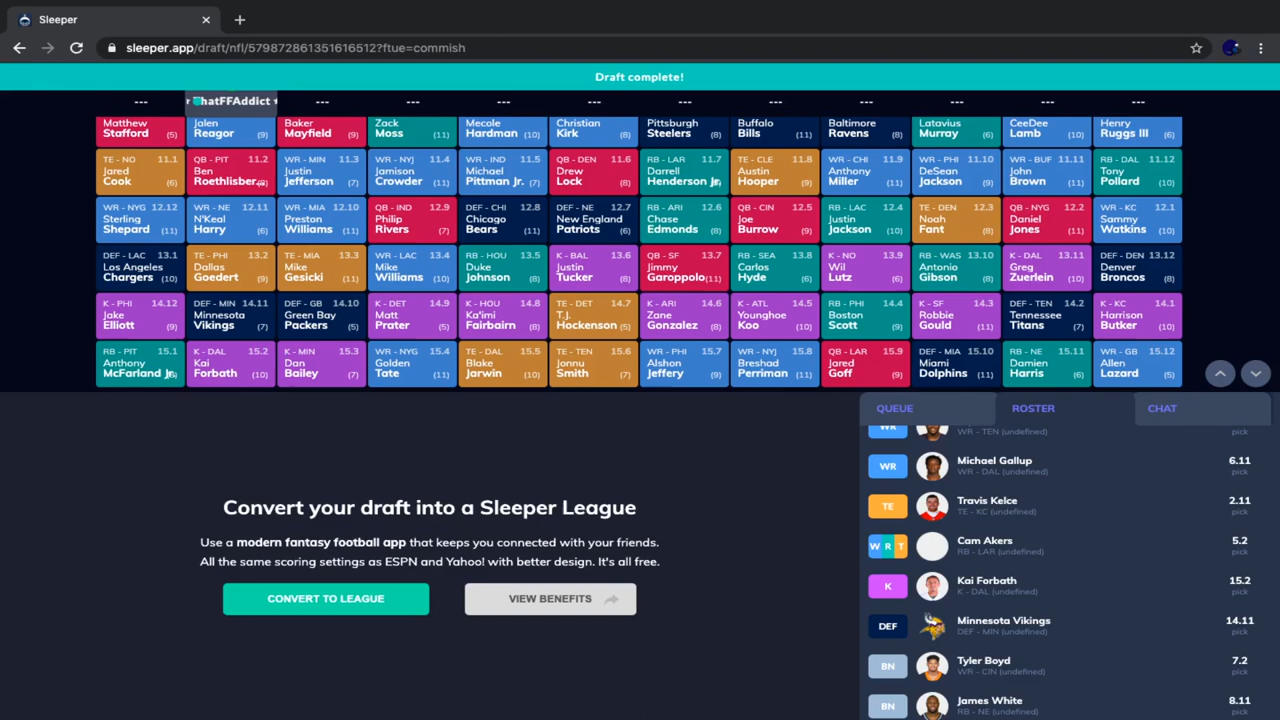 Sleeper
sleeper.app/draft/nfl/579872861351616512?ftue=commish
Draft complete!
--- ThatFFAddict --- --- --- --- --- --- --- --- --- ---
Matthew Stafford (5)
Jalen Reagor (9)
Baker Mayfield (9)
Zack Moss (11)
Mecole Hardman (10)
Christian Kirk (8)
Pittsburgh Steelers (8)
Buffalo Bills (11)
Baltimore Ravens (8)
Latavius Murray (6)
CeeDee Lamb (10)
Henry Ruggs III (6)
TE - NO 11.1
Jared
Cook (6)
QB - PIT 11.2
Ben
Roethlisber...
WR - MIN 11.3
Justin
Jefferson (7)
WR - NYJ 11.4
Jamison
Crowder (11)
WR - IND 11.5
Michael
Pittman Jr. (7)
QB - DEN 11.6
Drew
Lock (8)
RB - LAR 11.7
Darrell
Henderson Jr.
TE - CLE 11.8
Austin
Hooper (9)
WR - CHI 11.9
Anthony
Miller (11)
WR - PHI 11.10
DeSean
Jackson (9)
WR - BUF 11.11
John
Brown (11)
RB - DAL 11.12
Tony
Pollard (10)
WR - NYG 12.12
Sterling
Shepard (11)
WR - NE 12.11
N'Keal
Harry (6)
WR - MIA 12.10
Preston
Williams (11)
QB - IND 12.9
Philip
Rivers (7)
DEF - CHI 12.8
Chicago
Bears (11)
DEF - NE 12.7
New England
Patriots (6)
RB - ARI 12.6
Chase
Edmonds (8)
QB - CIN 12.5
Joe
Burrow (9)
RB - LAC 12.4
Justin
Jackson (10)
TE - DEN 12.3
Noah
Fant (8)
QB - NYG 12.2
Daniel
Jones (11)
WR - KC 12.1
Sammy
Watkins (10)
DEF - LAC 13.1
Los Angeles
Chargers (10)
TE - PHI 13.2
Dallas
Goedert (9)
TE - MIA 13.3
Mike
Gesicki (11)
WR - LAC 13.4
Mike
Williams (10)
RB - HOU 13.5
Duke
Johnson (8)
K - BAL 13.6
Justin
Tucker (8)
QB - SF 13.7
Jimmy
Garoppolo (11)
RB - SEA 13.8
Carlos
Hyde (6)
K - NO 13.9
Wil
Lutz (6)
RB - WAS 13.10
Antonio
Gibson (8)
K - DAL 13.11
Greg
Zuerlein (10)
DEF - DEN 13.12
Denver
Broncos (8)
K - PHI 14.12
Jake
Elliott (9)
DEF - MIN 14.11
Minnesota
Vikings (7)
DEF - GB 14.10
Green Bay
Packers (5)
K - DET 14.9
Matt
Prater (5)
K - HOU 14.8
Ka'imi
Fairbairn (8)
TE - DET 14.7
T.J.
Hockenson (5)
K - ARI 14.6
Zane
Gonzalez (8)
K - ATL 14.5
Younghoe
Koo (10)
RB - PHI 14.4
Boston
Scott (9)
K - SF 14.3
Robbie
Gould (11)
DEF - TEN 14.2
Tennessee
Titans (7)
K - KC 14.1
Harrison
Butker (10)
RB - PIT 15.1
Anthony
McFarland Jr.
K - DAL 15.2
Kai
Forbath (10)
K - MIN 15.3
Dan
Bailey (7)
WR - NYG 15.4
Golden
Tate (11)
TE - DAL 15.5
Blake
Jarwin (10)
TE - TEN 15.6
Jonnu
Smith (7)
WR - PHI 15.7
Alshon
Jeffery (9)
WR - NYJ 15.8
Breshad
Perriman (11)
QB - LAR 15.9
Jared
Goff (9)
DEF - MIA 15.10
Miami
Dolphins (11)
RB - NE 15.11
Damien
Harris (6)
WR - GB 15.12
Allen
Lazard (5)
Convert your draft into a Sleeper League
Use a modern fantasy football app that keeps you connected with your friends.
All the same scoring settings as ESPN and Yahoo! with better design. It's all free.
CONVERT TO LEAGUE VIEW BENEFITS
QUEUE ROSTER CHAT
WR
WR - TEN (undefined) pick
WR Michael Gallup 6.11
WR - DAL (undefined) pick
TE Travis Kelce 2.11
TE - KC (undefined) pick
W R T Cam Akers 5.2
RB - LAR (undefined) pick
K Kai Forbath 15.2
K - DAL (undefined) pick
DEF Minnesota Vikings 14.11
DEF - MIN (undefined) pick
BN Tyler Boyd 7.2
WR - CIN (undefined) pick
BN James White 8.11
RB - NE (undefined) pick